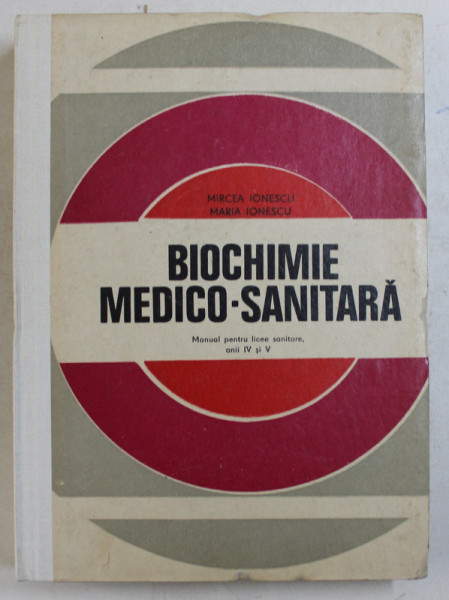 MIRCEA IONESCU
MARIA IONESCU
BIOCHIMIE
MEDICO-SANITARĂ
Manual pentru licee sanitare,
anii IV și V